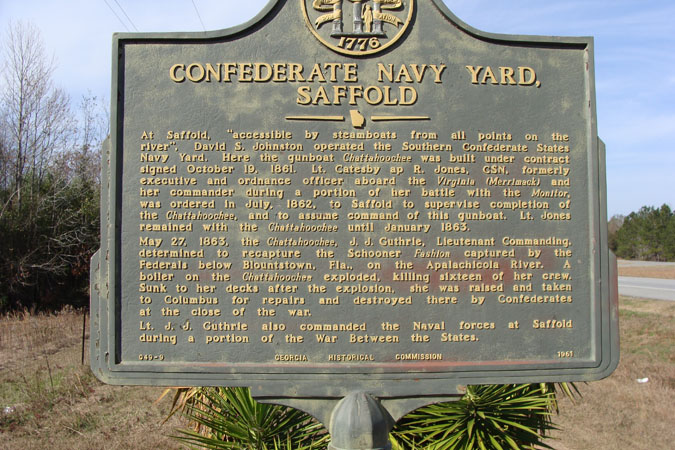 1776
CONFEDERATE NAVY YARD,
SAFFOLD
At Saffold, "accessible by steamboats from all points on the
river", David S. Johnston operated the Southern Confederate States
Navy Yard. Here the gunboat Chattahoochee was built under contract
signed October 19, 1861. Lt. Catesby ap R. Jones, CSN, formerly
executive and ordnance officer aboard the Virginia (Merrimack) and
her commander during a portion of her battle with the Monitor,
was ordered in July, 1862, to Saffold to supervise completion of
the Chattahoochee, and to assume command of this gunboat. Lt. Jones
remained with the Chattahoochee until January 1863.
May 27, 1863, the Chattahoochee, J. J. Guthrie, Lieutenant Commanding,
determined to recapture the Schooner Fashion captured by the
Federals below Blountstown, Fla., on the Apalachicola River. A
boiler on the Chattahoochee exploded, killing sixteen of her crew.
Sunk to her decks after the explosion, she was raised and taken
to Columbus for repairs and destroyed there by Confederates
at the close of the war.
Lt. J. J. Guthrie also commanded the Naval forces at Saffold
during a portion of the War Between the States.
049-9 GEORGIA HISTORICAL COMMISSION 1961